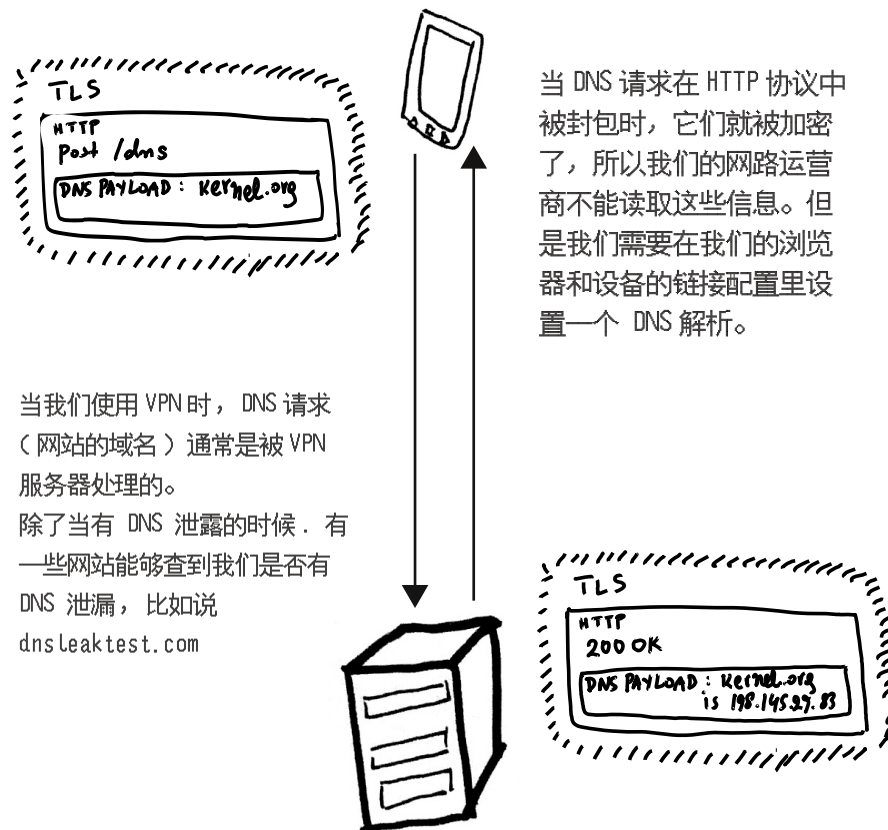 TLS
HTTP
Post /dns
DNS PAYLOAD : kernel.org
当 DNS 请求在 HTTP 协议中
被封包时，它们就被加密
了，所以我们的网路运营
商不能读取这些信息。但
是我们需要在我们的浏览
器和设备的链接配置里设
置一个 DNS 解析。
当我们使用 VPN 时，DNS 请求
（网站的域名）通常是被 VPN
服务器处理的。
除了当有 DNS 泄露的时候．有
一些网站能够查到我们是否有
DNS 泄漏，比如说
dnsleaktest.com
TLS
HTTP
200 OK
DNS PAYLOAD : kernel.org
is 198.145.29.83